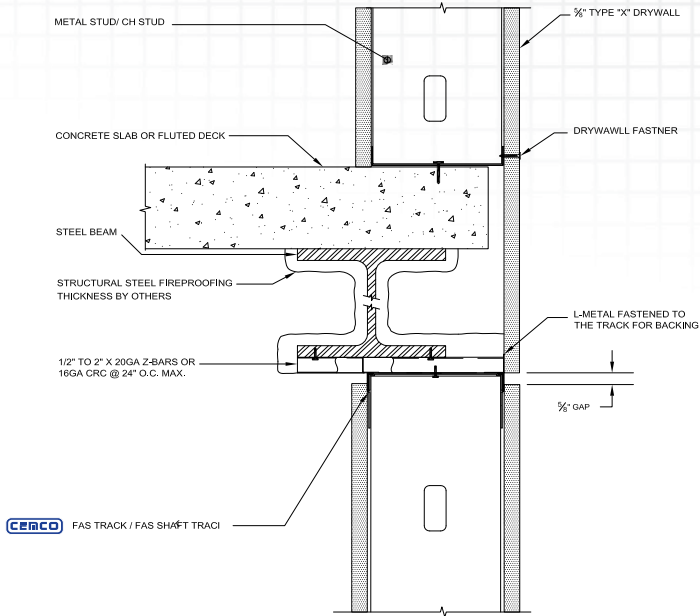 METAL STUD/ CH STUD
⅝" TYPE "X" DRYWALL
CONCRETE SLAB OR FLUTED DECK
DRYWAWLL FASTNER
STEEL BEAM
STRUCTURAL STEEL FIREPROOFING
THICKNESS BY OTHERS
L-METAL FASTENED TO
THE TRACK FOR BACKING
1/2" TO 2" X 20GA Z-BARS OR
16GA CRC @ 24" O.C. MAX.
⅝" GAP
CEMCO
FAS TRACK / FAS SHAFT TRACI